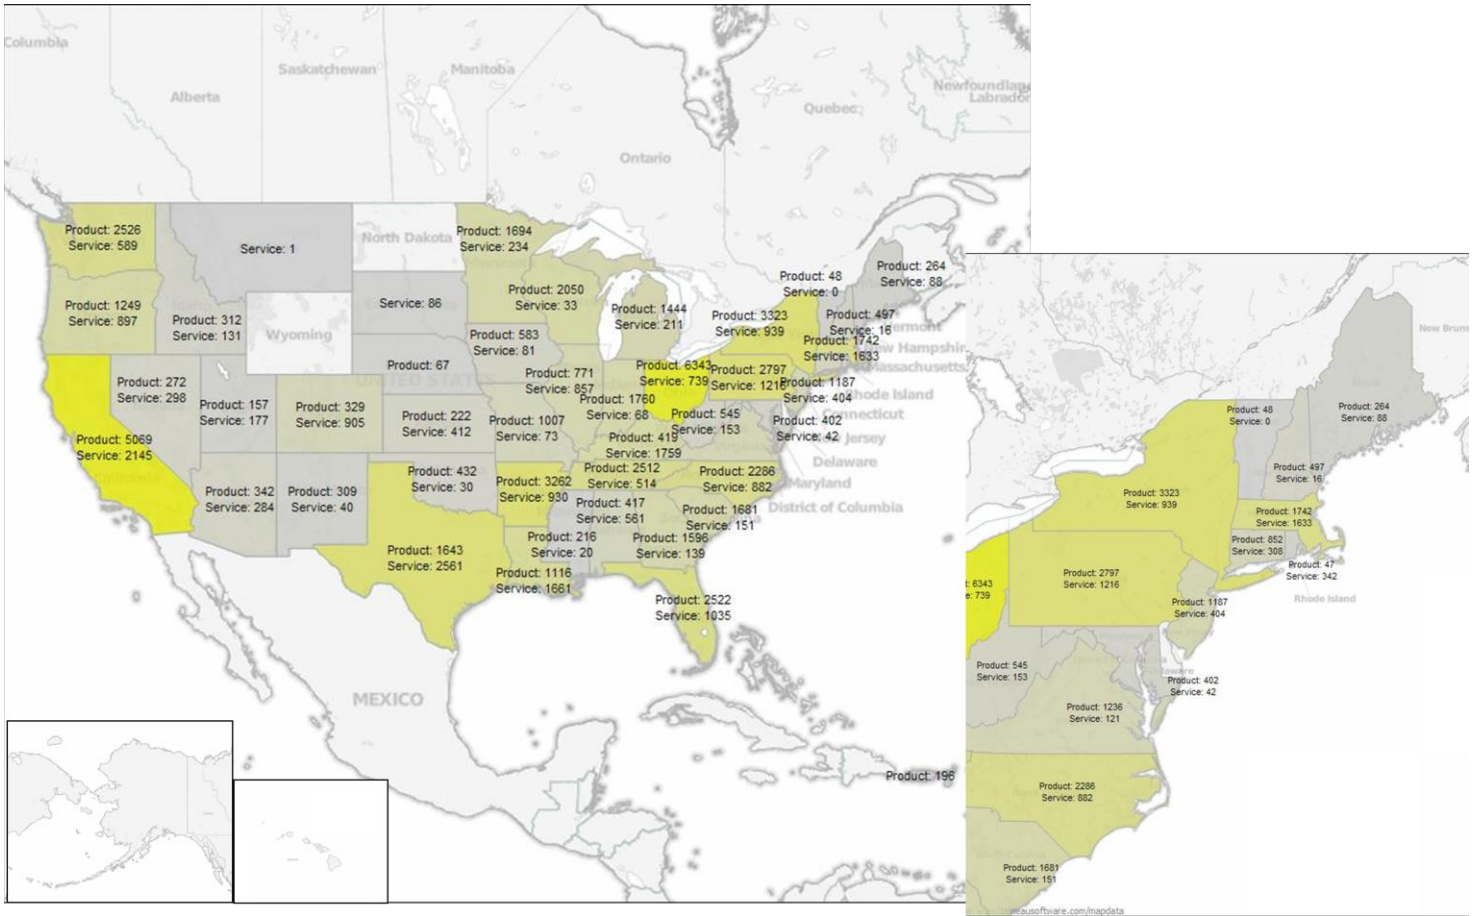 Columbia
Saskatchewan
Manitoba
Alberta
Newfoundland
Labrador
Quebec
Ontario
Product: 2526
Service: 589
Service: 1
North Dakota
Product: 1694
Service: 234
Product: 1249
Service: 897
Product: 312
Service: 131
Wyoming
Service: 86
Product: 2050
Service: 33
Product: 1444
Service: 211
Product: 48
Service: 0
Product: 264
Service: 88
Product: 3323
Service: 939
Product: 497
Service: 16
Vermont
New Hampshir
Product: 1742
Service: 1633
Massachusetts
Product: 583
Service: 81
Product: 67
UNITED STATES
Product: 771
Service: 857
Product: 6343
Service: 739
Product: 2797
Service: 1216
Product: 1187
Service: 404
Rhode Island
Connecticut
Product: 272
Service: 298
Product: 157
Service: 177
Product: 329
Service: 905
Product: 222
Service: 412
Product: 1007
Service: 73
Product: 1760
Service: 68
Product: 545
Service: 153
Product: 402
Service: 42
Jersey
Delaware
Maryland
District of Columbia
Product: 5069
Service: 2145
Product: 419
Service: 1759
Product: 432
Service: 30
Product: 3262
Service: 930
Product: 2512
Service: 514
Product: 2286
Service: 882
Product: 342
Service: 284
Product: 309
Service: 40
Product: 417
Service: 561
Product: 1681
Service: 151
Product: 1643
Service: 2561
Product: 216
Service: 20
Product: 1596
Service: 139
Product: 1116
Service: 1661
Product: 2522
Service: 1035
MEXICO
Product: 196
New Bruns
Product: 48
Service: 0
Product: 264
Service: 88
Product: 497
Service: 16
Product: 3323
Service: 939
Product: 1742
Service: 1633
Product: 852
Service: 308
Product: 47
Service: 342
Rhode Island
t: 6343
e: 739
Product: 2797
Service: 1216
Product: 1187
Service: 404
Product: 545
Service: 153
Delaware
Product: 402
Service: 42
Product: 1236
Service: 121
Product: 2286
Service: 882
Product: 1681
Service: 151
eausoftware.com/mapdata